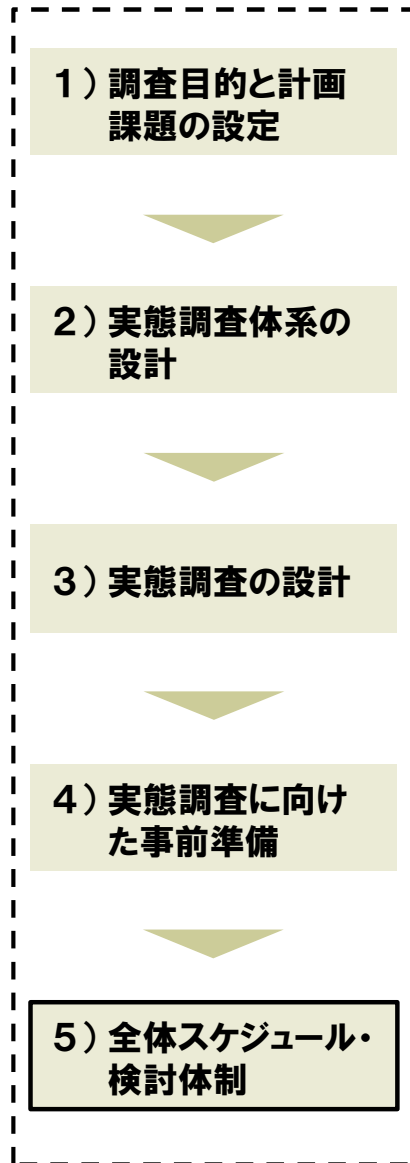 １）調査目的と計画
課題の設定
２）実態調査体系の
設計
３）実態調査の設計
４）実態調査に向け
た事前準備
５）全体スケジュール・
検討体制